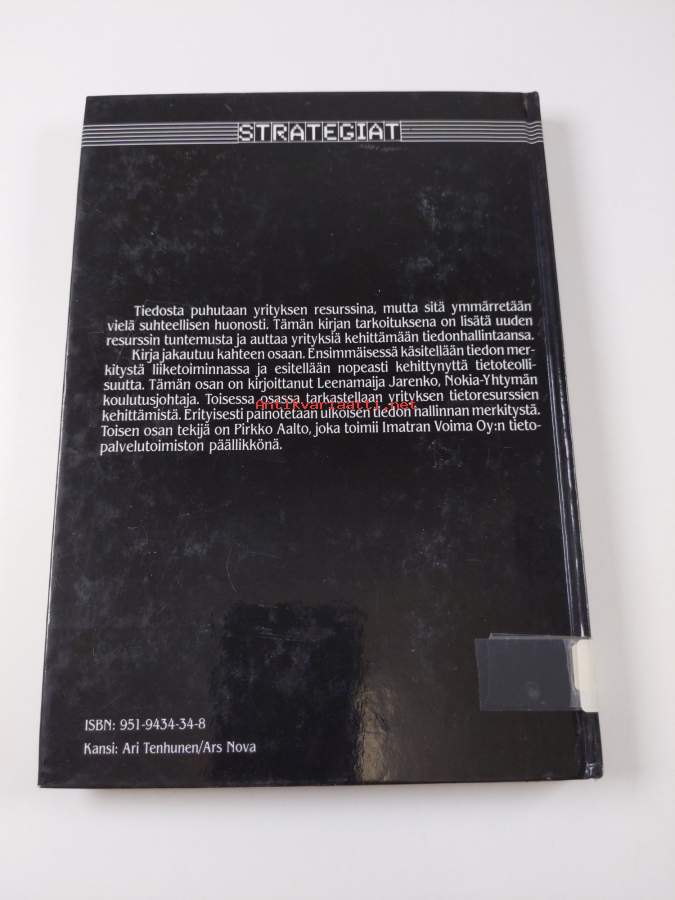 STRATEGIAT
Tiedosta puhutaan yrityksen resurssina, mutta sitä ymmärretään
vielä suhteellisen huonosti. Tämän kirjan tarkoituksena on lisätä uuden
resurssin tuntemusta ja auttaa yrityksiä kehittämään tiedonhallintaansa.
Kirja jakautuu kahteen osaan. Ensimmäisessä käsitellään tiedon mer-
kitystä liiketoiminnassa ja esitellään nopeasti kehittynyttä tietoteolli-
suutta. Tämän osan on kirjoittanut Leenamaija Jarenko, Nokia-Yhtymän
koulutusjohtaja. Toisessa osassa tarkastellaan yrityksen tietoresurssien
Antikvariaatti.net
kehittämistä. Erityisesti painotetaan ulkoisen tiedon hallinnan merkitystä.
Toisen osan tekijä on Pirkko Aalto, joka toimii Imatran Voima Oy:n tieto-
palvelutoimiston päällikkönä.
ISBN: 951-9434-34-8
Kansi: Ari Tenhunen/Ars Nova